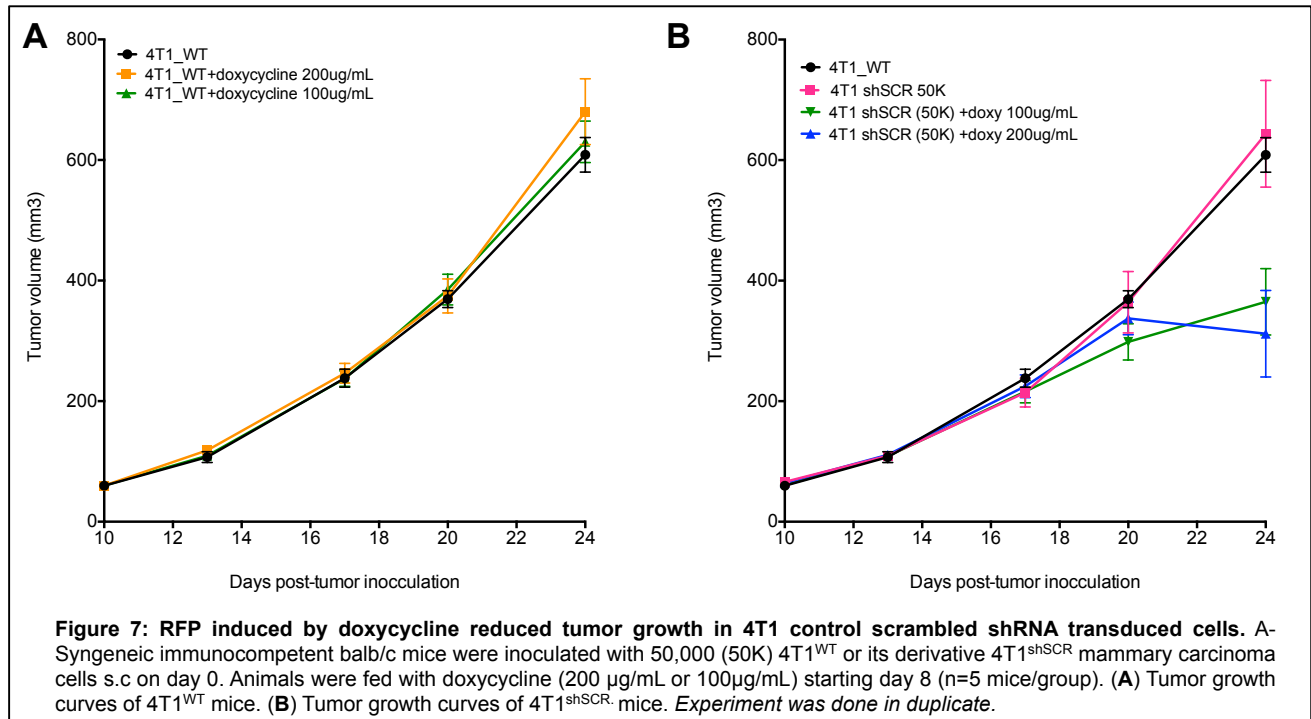 A
800
600
400
200
0
Tumor volume (mm3)
4T1_WT
4T1_WT+doxycycline 200ug/mL
4T1_WT+doxycycline 100ug/mL
10 12 14 16 18 20 22 24
Days post-tumor inocculation
B
800
600
400
200
0
Tumor volume (mm3)
4T1_WT
4T1 shSCR 50K
4T1 shSCR (50K) +doxy 100ug/mL
4T1 shSCR (50K) +doxy 200ug/mL
10 12 14 16 18 20 22 24
Days post-tumor inocculation
Figure 7: RFP induced by doxycycline reduced tumor growth in 4T1 control scrambled shRNA transduced cells. A-
Syngeneic immunocompetent balb/c mice were inoculated with 50,000 (50K) 4T1WT or its derivative 4T1shSCR mammary carcinoma
cells s.c on day 0. Animals were fed with doxycycline (200 µg/mL or 100µg/mL) starting day 8 (n=5 mice/group). (A) Tumor growth
curves of 4T1WT mice. (B) Tumor growth curves of 4T1shSCR. mice. Experiment was done in duplicate.